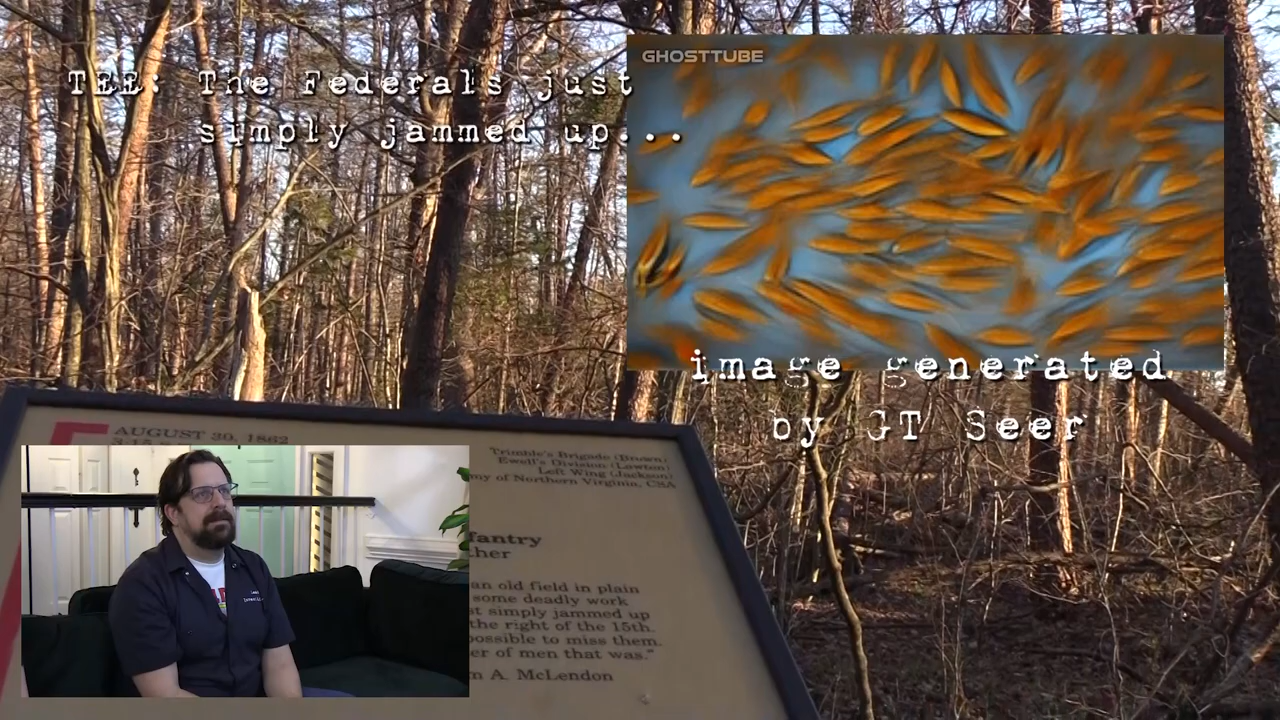 TEE: The Federals just
simply jammed up...
GHOSTTUBE
image generated
by GT Seer
AUGUST 30, 1862
Trimble's Brigade (Brown)
Ewell's Division (Lawton)
Left Wing (Jackson)
my of Northern Virginia, CSA
fantry
ther
an old field in plain
some deadly work
st simply jammed up
the right of the 15th.
possible to miss them.
er of men that was."
m A. McLendon